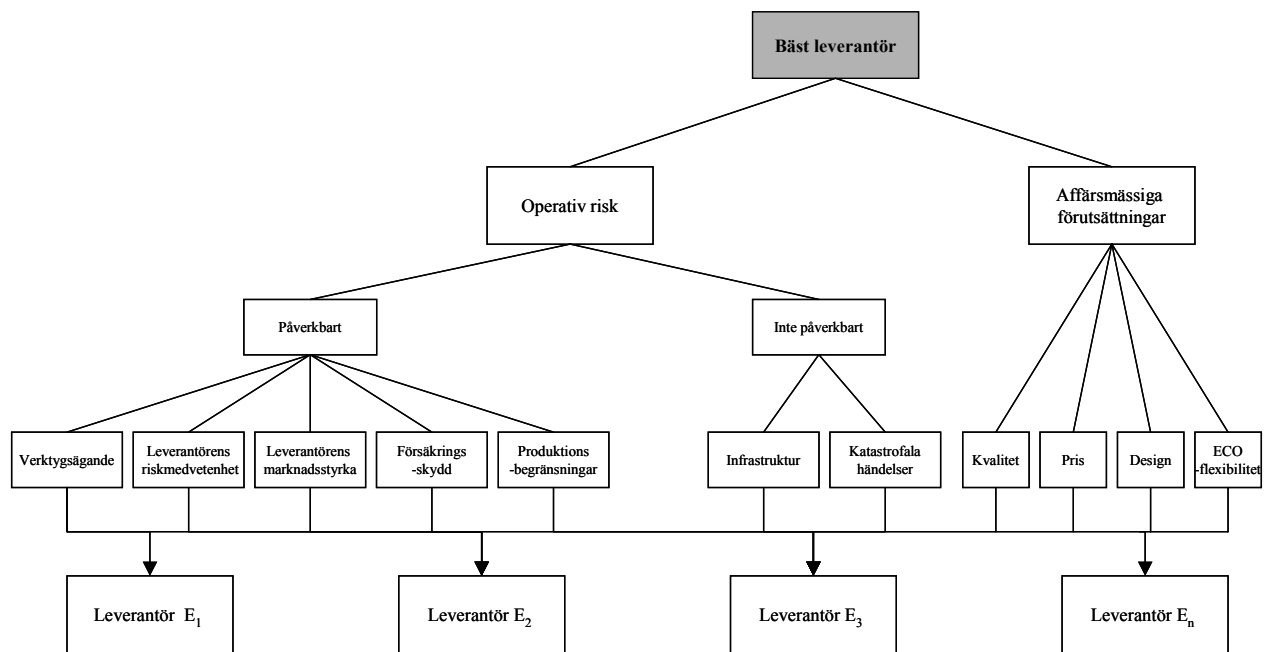 Bäst leverantör
Operativ risk
Affärsmässiga
förutsättningar
Påverkbart
Inte påverkbart
Verktygsägande
Leverantörens
riskmedvetenhet
Leverantörens
marknadsstyrka
Försäkrings
-skydd
Produktions
-begränsningar
Infrastruktur
Katastrofala
händelser
Kvalitet
Pris
Design
ECO
-flexibilitet
Leverantör E1
Leverantör E2
Leverantör E3
Leverantör En